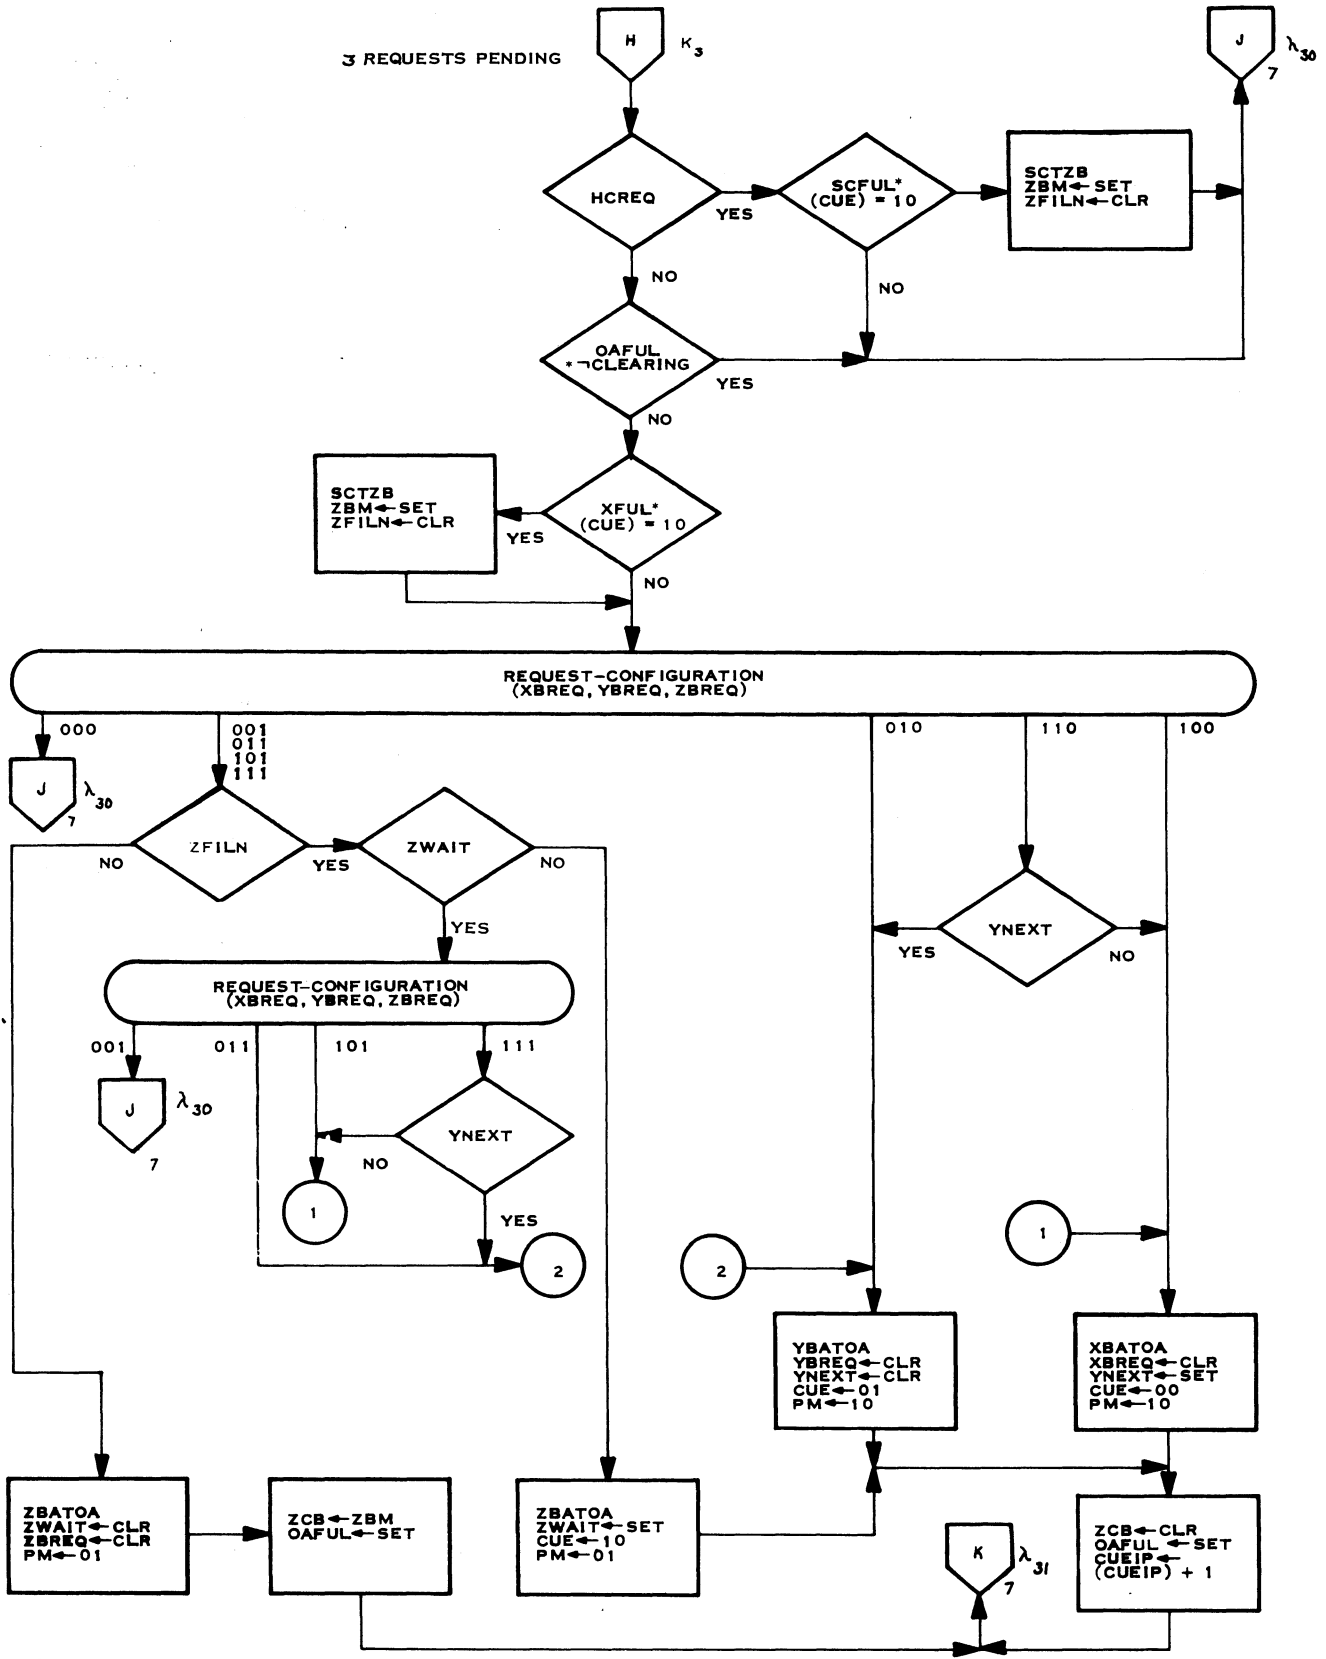 H
K3
J
λ30
7
3 REQUESTS PENDING
HCREQ
YES
SCFUL*
(CUE) = 10
SCTZB
ZBM←SET
ZFILN←CLR
NO
NO
OAFUL
*¬CLEARING
YES
NO
SCTZB
ZBM←SET
ZFILN←CLR
YES
XFUL*
(CUE) = 10
NO
REQUEST-CONFIGURATION
(XBREQ, YBREQ, ZBREQ)
000
001
011
101
111
010
110
100
J
λ30
7
ZFILN
NO
YES
ZWAIT
NO
YES
YNEXT
YES
NO
REQUEST-CONFIGURATION
(XBREQ, YBREQ, ZBREQ)
001
011
101
111
J
λ30
7
YNEXT
NO
YES
1
2
2
1
YBATOA
YBREQ←CLR
YNEXT←CLR
CUE←01
PM←10
XBATOA
XBREQ←CLR
YNEXT←SET
CUE←00
PM←10
ZBATOA
ZWAIT←CLR
ZBREQ←CLR
PM←01
ZCB←ZBM
OAFUL←SET
ZBATOA
ZWAIT←SET
CUE←10
PM←01
K
λ31
7
ZCB←CLR
OAFUL←SET
CUEIP←
(CUEIP) + 1